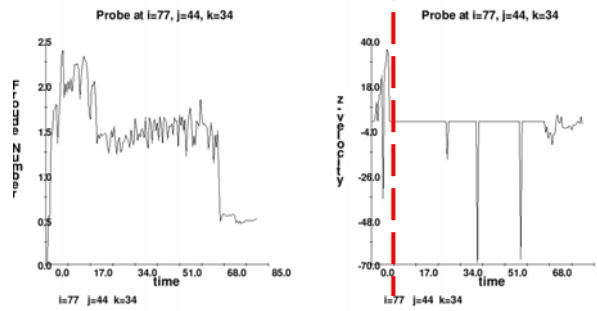 Probe at i=77, j=44, k=34
2.5
2.0
1.5
1.0
0.5
0.0
Froude Number
0.0 17.0 34.0 51.0 68.0 85.0
time
i=77 j=44 k=34
Probe at i=77, j=44, k=34
40.0
18.0
-4.0
-26.0
-48.0
-70.0
z-velocity
0.0 17.0 34.0 51.0 68.0
time
i=77 j=44 k=34